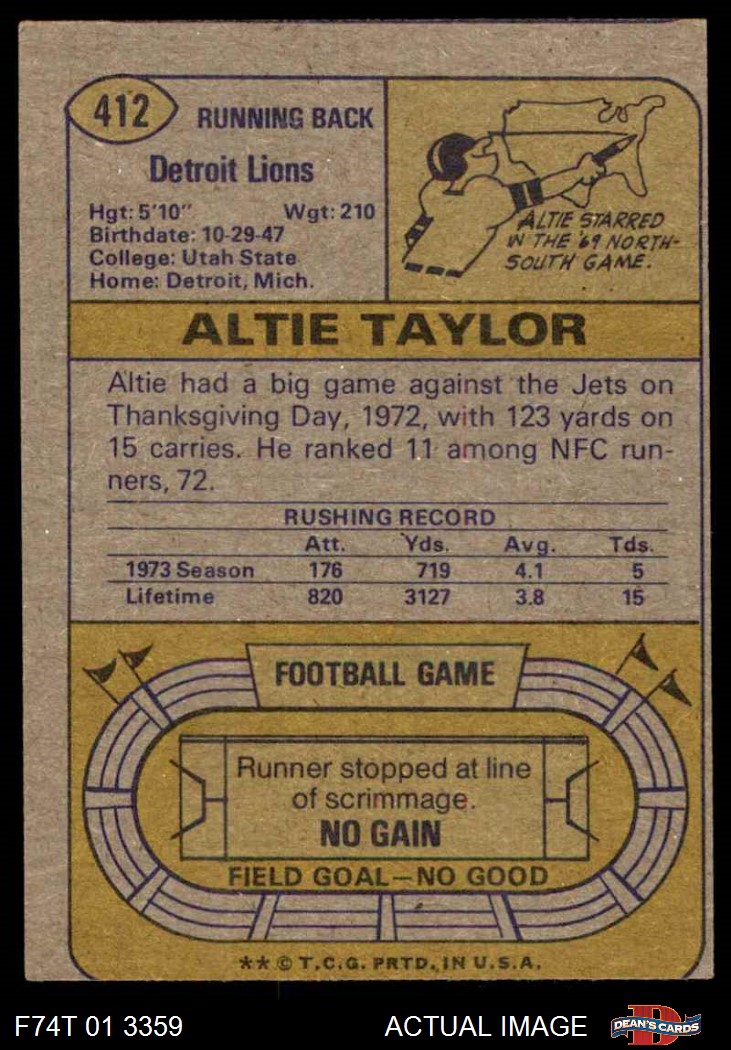 412
RUNNING BACK
Detroit Lions
Hgt: 5'10" Wgt: 210
Birthdate: 10-29-47
College: Utah State
Home: Detroit, Mich.
ALTIE STARRED
IN THE '69 NORTH-
SOUTH GAME.
ALTIE TAYLOR
Altie had a big game against the Jets on
Thanksgiving Day, 1972, with 123 yards on
15 carries. He ranked 11 among NFC run-
ners, 72.
RUSHING RECORD
Att. Yds. Avg. Tds.
1973 Season 176 719 4.1 5
Lifetime 820 3127 3.8 15
FOOTBALL GAME
Runner stopped at line
of scrimmage.
NO GAIN
FIELD GOAL—NO GOOD
** © T.C.G. PRTD. IN U.S.A.
F74T 01 3359
ACTUAL IMAGE
D
DEAN'S CARDS